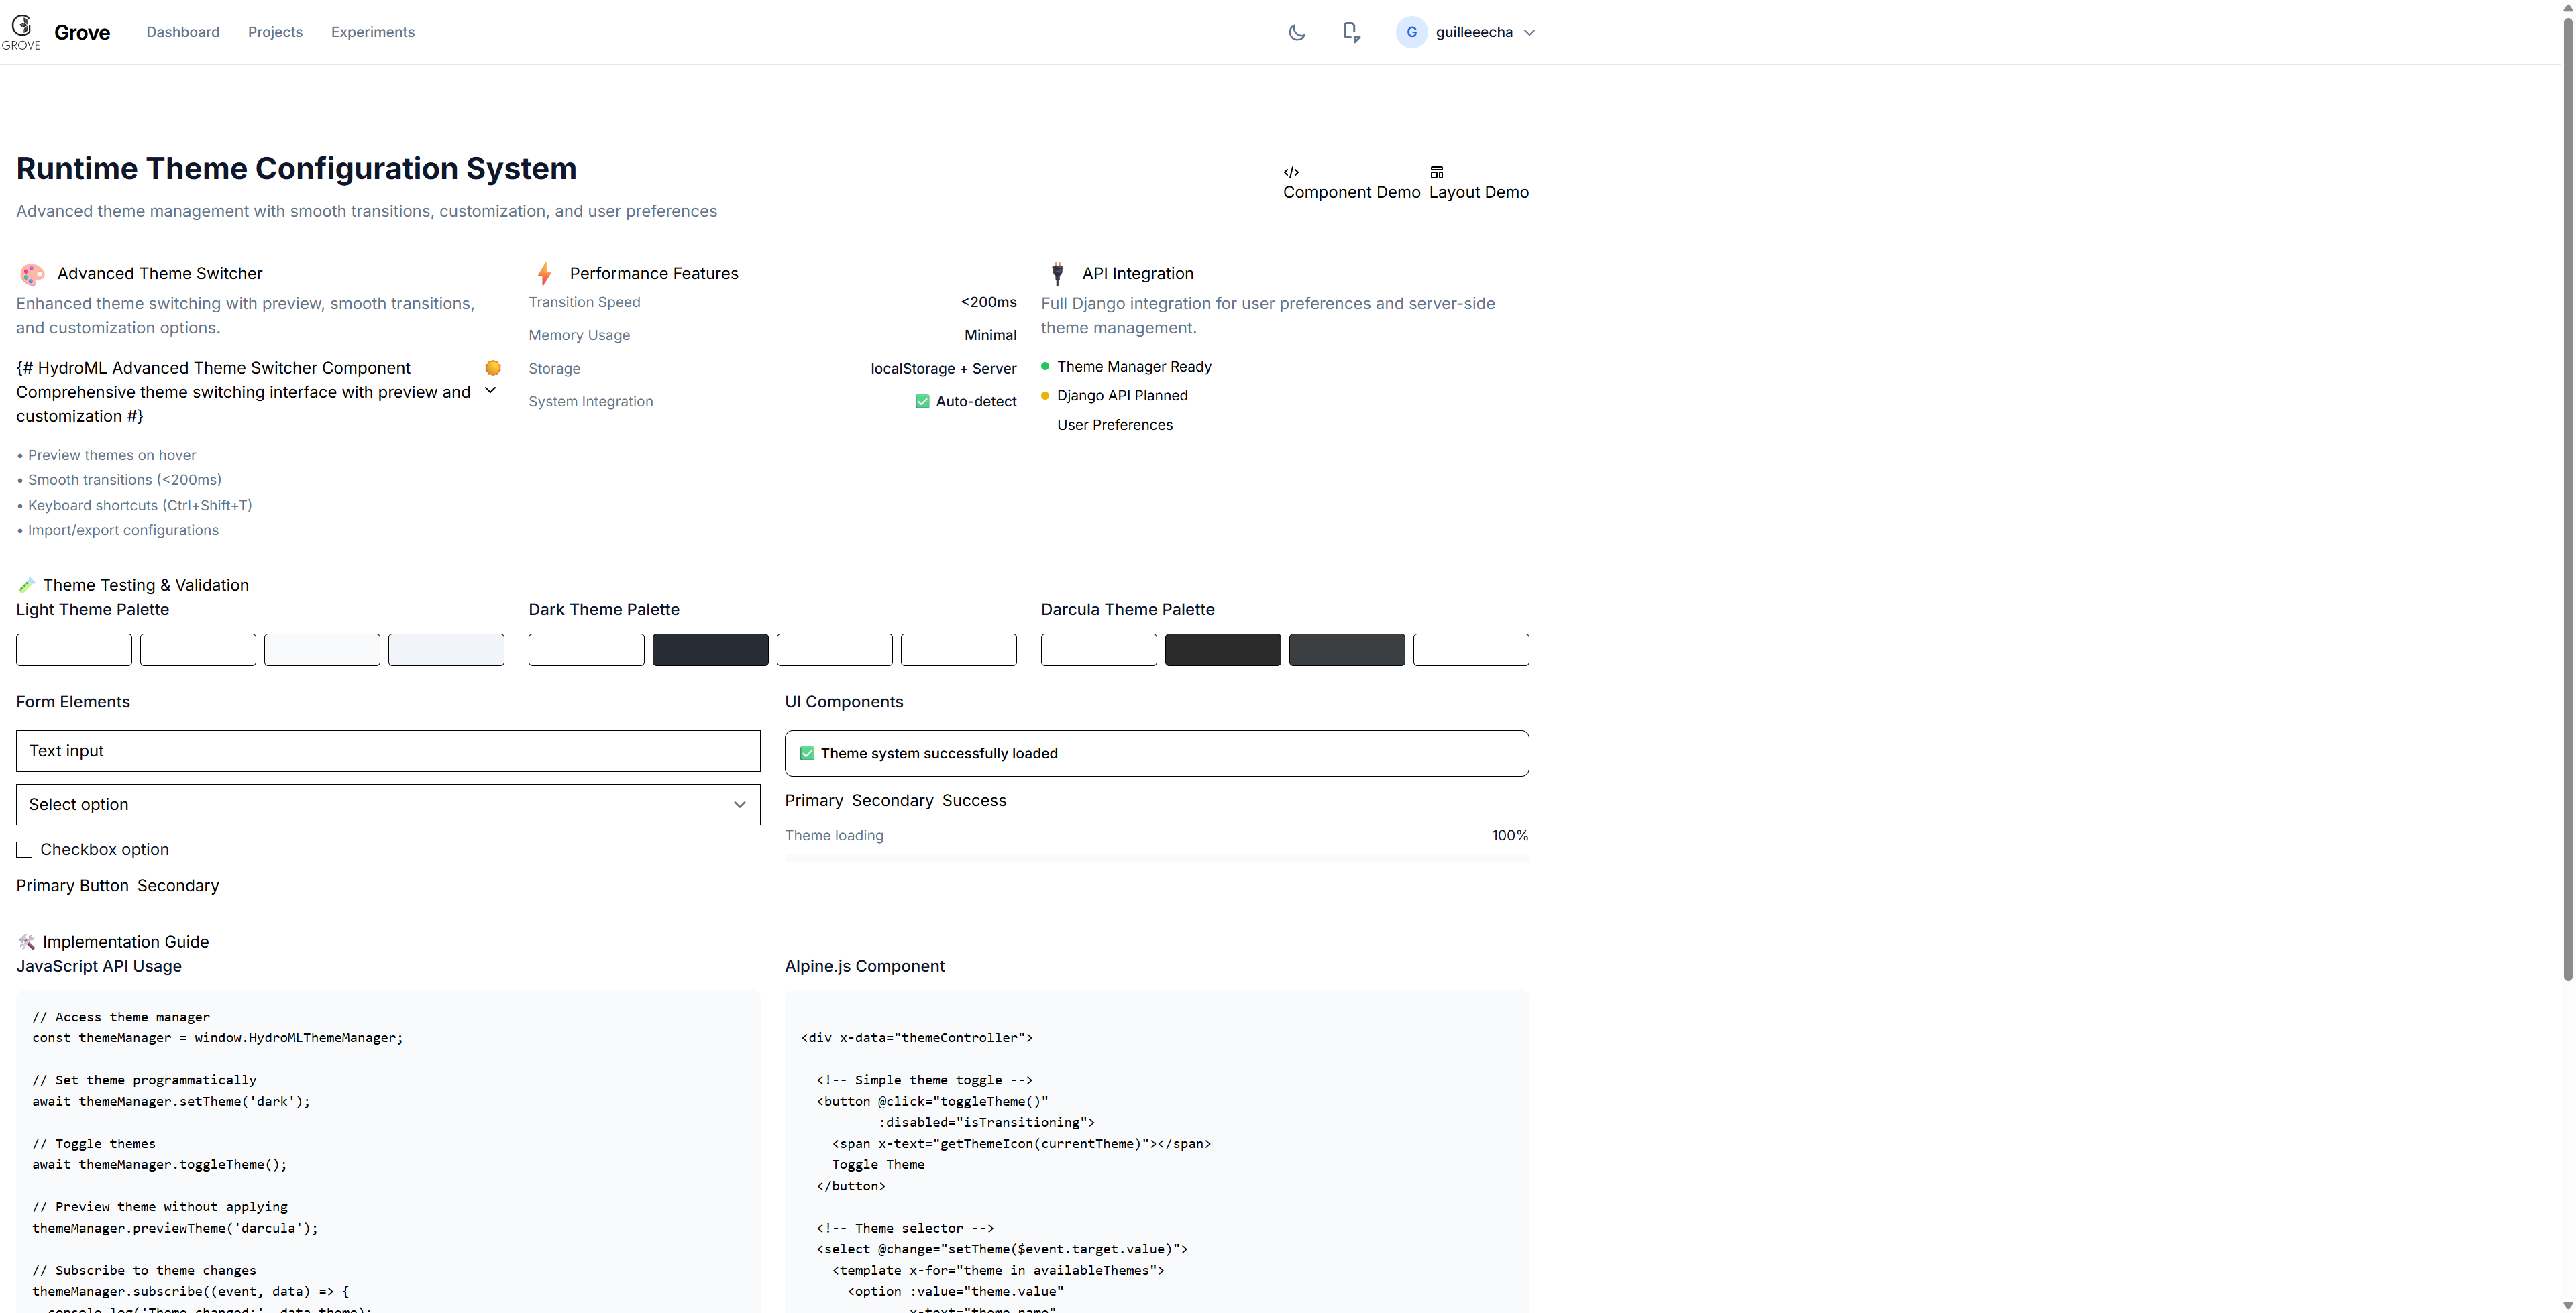 GROVE
Grove
Dashboard
Projects
Experiments
G
guilleeecha
Runtime Theme Configuration System
Advanced theme management with smooth transitions, customization, and user preferences
Component Demo
Layout Demo
Advanced Theme Switcher
Enhanced theme switching with preview, smooth transitions,
and customization options.
{# HydroML Advanced Theme Switcher Component
Comprehensive theme switching interface with preview and
customization #}
• Preview themes on hover
• Smooth transitions (<200ms)
• Keyboard shortcuts (Ctrl+Shift+T)
• Import/export configurations
Performance Features
Transition Speed <200ms
Memory Usage Minimal
Storage localStorage + Server
System Integration ✅ Auto-detect
API Integration
Full Django integration for user preferences and server-side
theme management.
Theme Manager Ready
Django API Planned
User Preferences
Theme Testing & Validation
Light Theme Palette
Dark Theme Palette
Darcula Theme Palette
Form Elements
Text input
Select option
Checkbox option
Primary Button Secondary
UI Components
✅ Theme system successfully loaded
Primary Secondary Success
Theme loading 100%
Implementation Guide
JavaScript API Usage
// Access theme manager
const themeManager = window.HydroMLThemeManager;
// Set theme programmatically
await themeManager.setTheme('dark');
// Toggle themes
await themeManager.toggleTheme();
// Preview theme without applying
themeManager.previewTheme('darcula');
// Subscribe to theme changes
themeManager.subscribe((event, data) => {
console.log('Theme changed:', data.theme);
Alpine.js Component
<div x-data="themeController">
<!-- Simple theme toggle -->
<button @click="toggleTheme()"
:disabled="isTransitioning">
<span x-text="getThemeIcon(currentTheme)"></span>
Toggle Theme
</button>
<!-- Theme selector -->
<select @change="setTheme($event.target.value)">
<template x-for="theme in availableThemes">
<option :value="theme.value"
x-text="theme.name"